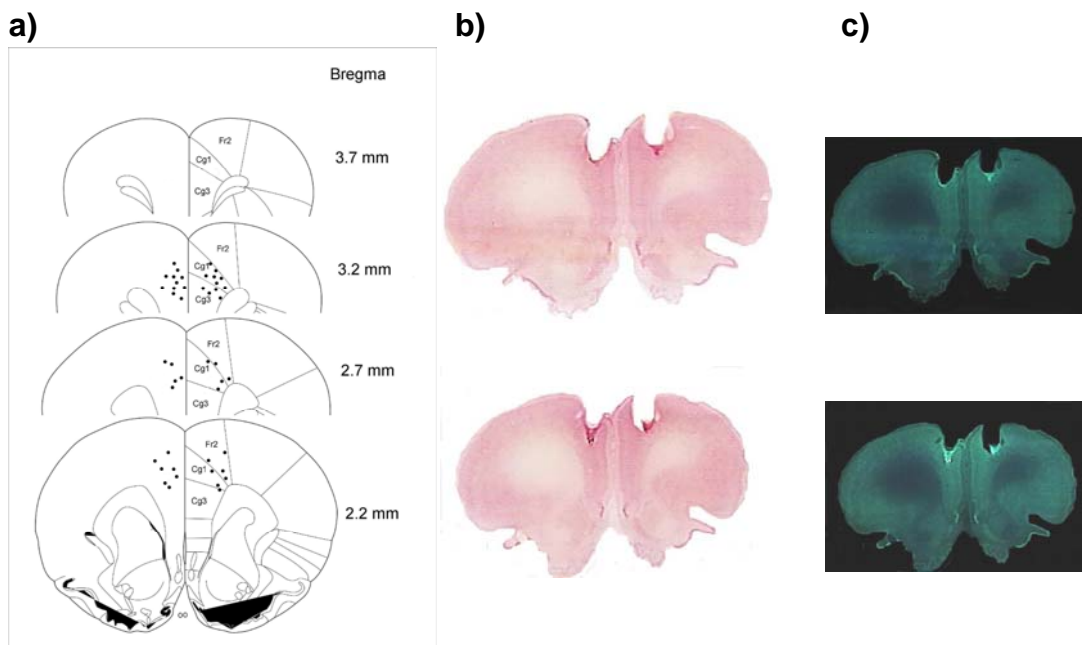 a)
b)
c)
Bregma
Fr2
Cg1
Cg3
3.7 mm
Fr2
Cg1
Cg3
3.2 mm
Fr2
Cg1
Cg3
2.7 mm
Fr2
Cg1
Cg3
2.2 mm